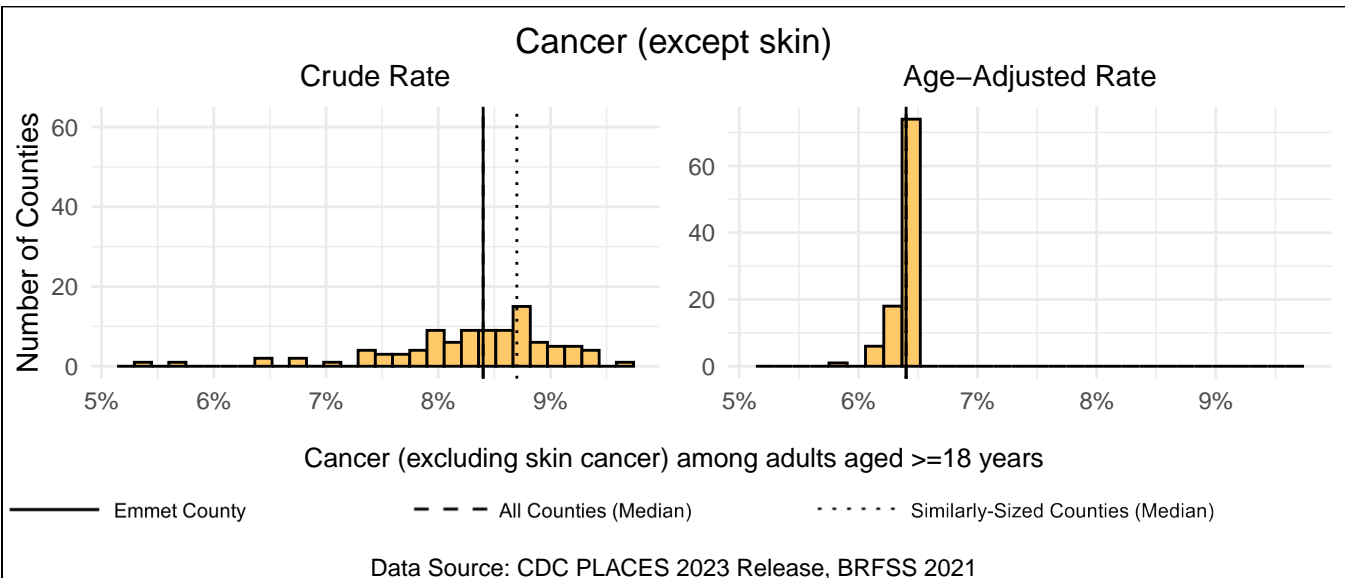 Cancer (except skin)
Crude Rate
Age−Adjusted Rate
Number of Counties
60
40
20
0
5%
6%
7%
8%
9%
60
40
20
0
5%
6%
7%
8%
9%
Cancer (excluding skin cancer) among adults aged >=18 years
Emmet County
All Counties (Median)
Similarly-Sized Counties (Median)
Data Source: CDC PLACES 2023 Release, BRFSS 2021